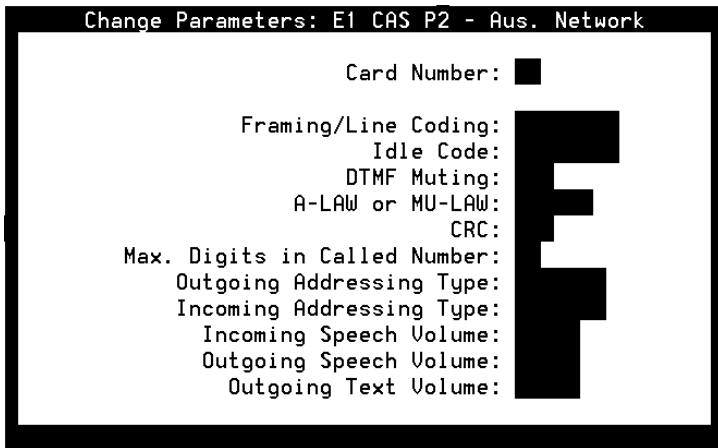 Change Parameters: E1 CAS P2 - Aus. Network
Card Number:
Framing/Line Coding:
Idle Code:
DTMF Muting:
A-LAW or MU-LAW:
CRC:
Max. Digits in Called Number:
Outgoing Addressing Type:
Incoming Addressing Type:
Incoming Speech Volume:
Outgoing Speech Volume:
Outgoing Text Volume: